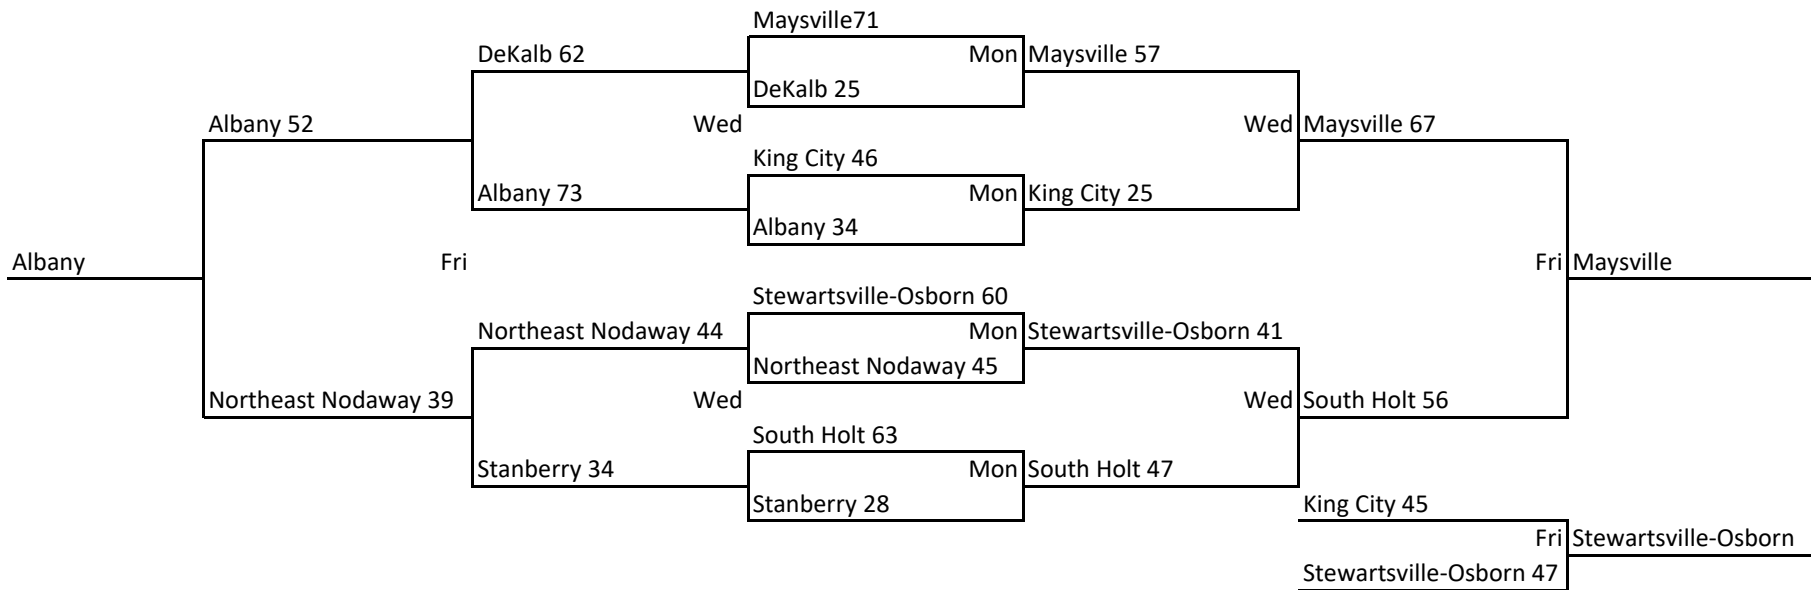 Maysville71
DeKalb 62
Mon Maysville 57
DeKalb 25
Albany 52
Wed
Wed Maysville 67
King City 46
Albany 73
Mon King City 25
Albany 34
Albany
Fri
Fri Maysville
Stewartsville-Osborn 60
Northeast Nodaway 44
Mon Stewartsville-Osborn 41
Northeast Nodaway 45
Northeast Nodaway 39
Wed
Wed South Holt 56
South Holt 63
Stanberry 34
Mon South Holt 47
Stanberry 28
King City 45
Fri Stewartsville-Osborn
Stewartsville-Osborn 47